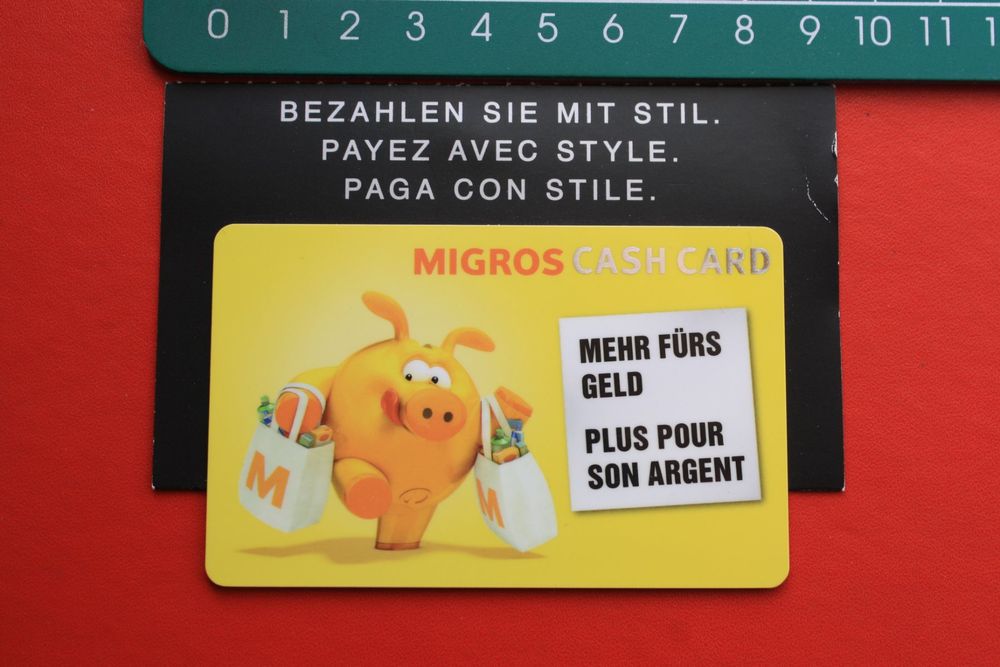 0 1 2 3 4 5 6 7 8 9 10 11
BEZAHLEN SIE MIT STIL.
PAYEZ AVEC STYLE.
PAGA CON STILE.
MIGROS CASH CARD
MEHR FÜRS
GELD
PLUS POUR
SON ARGENT
M
M